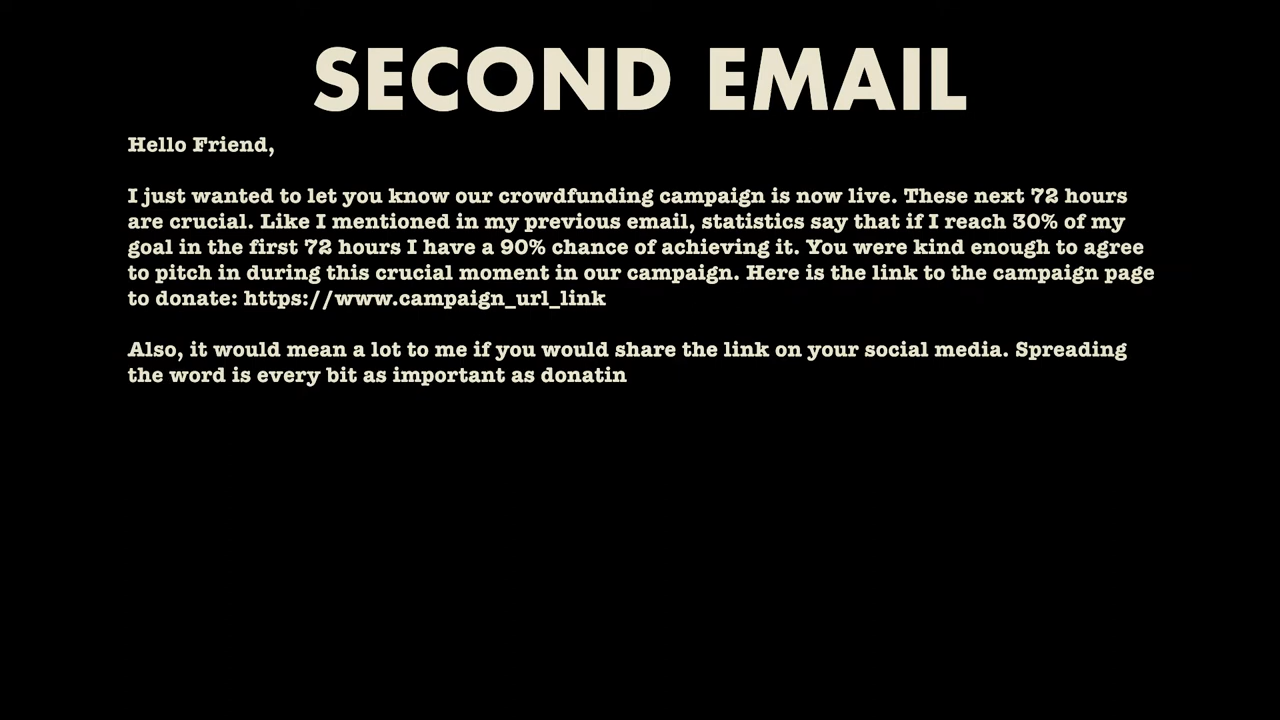 SECOND EMAIL
Hello Friend,
I just wanted to let you know our crowdfunding campaign is now live. These next 72 hours
are crucial. Like I mentioned in my previous email, statistics say that if I reach 30% of my
goal in the first 72 hours I have a 90% chance of achieving it. You were kind enough to agree
to pitch in during this crucial moment in our campaign. Here is the link to the campaign page
to donate: https://www.campaign_url_link
Also, it would mean a lot to me if you would share the link on your social media. Spreading
the word is every bit as important as donatin